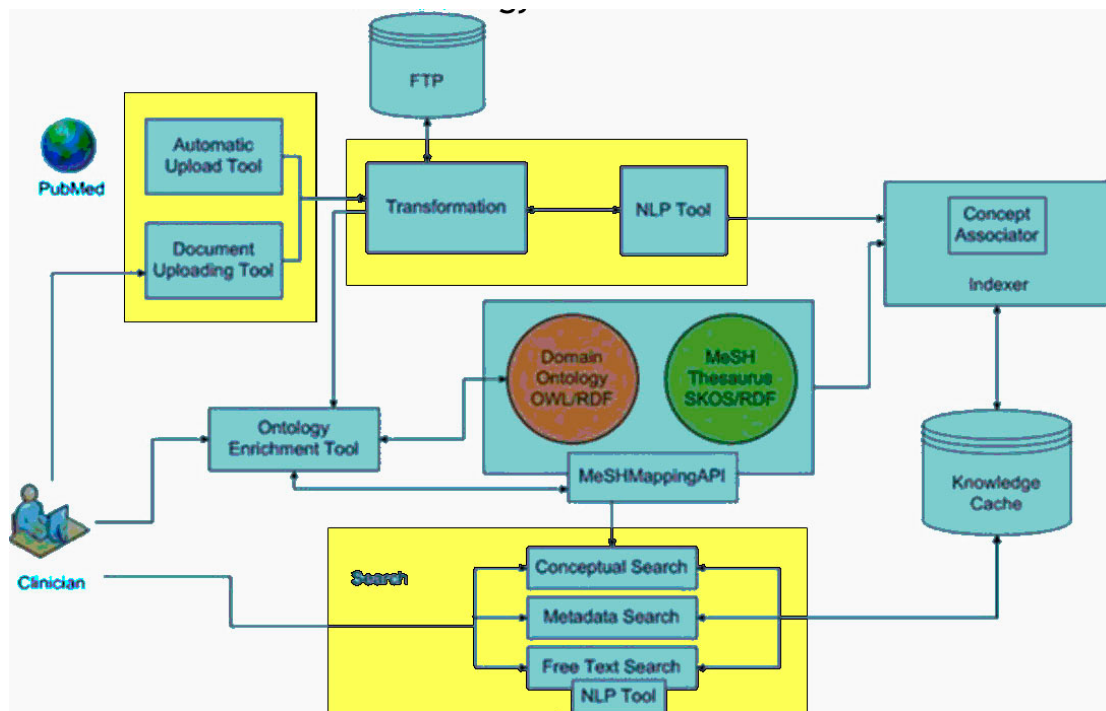 gy
FTP
Automatic
Upload Tool
PubMed
Transformation
NLP Tool
Concept
Associator
Document
Uploading Tool
Indexer
Domain
Ontology
OWL/RDF
MeSH
Thesaurus
SKOS/RDF
Ontology
Enrichment Tool
MeSHMappingAPI
Knowledge
Cache
Clinician
Search
Conceptual Search
Metadata Search
Free Text Search
NLP Tool